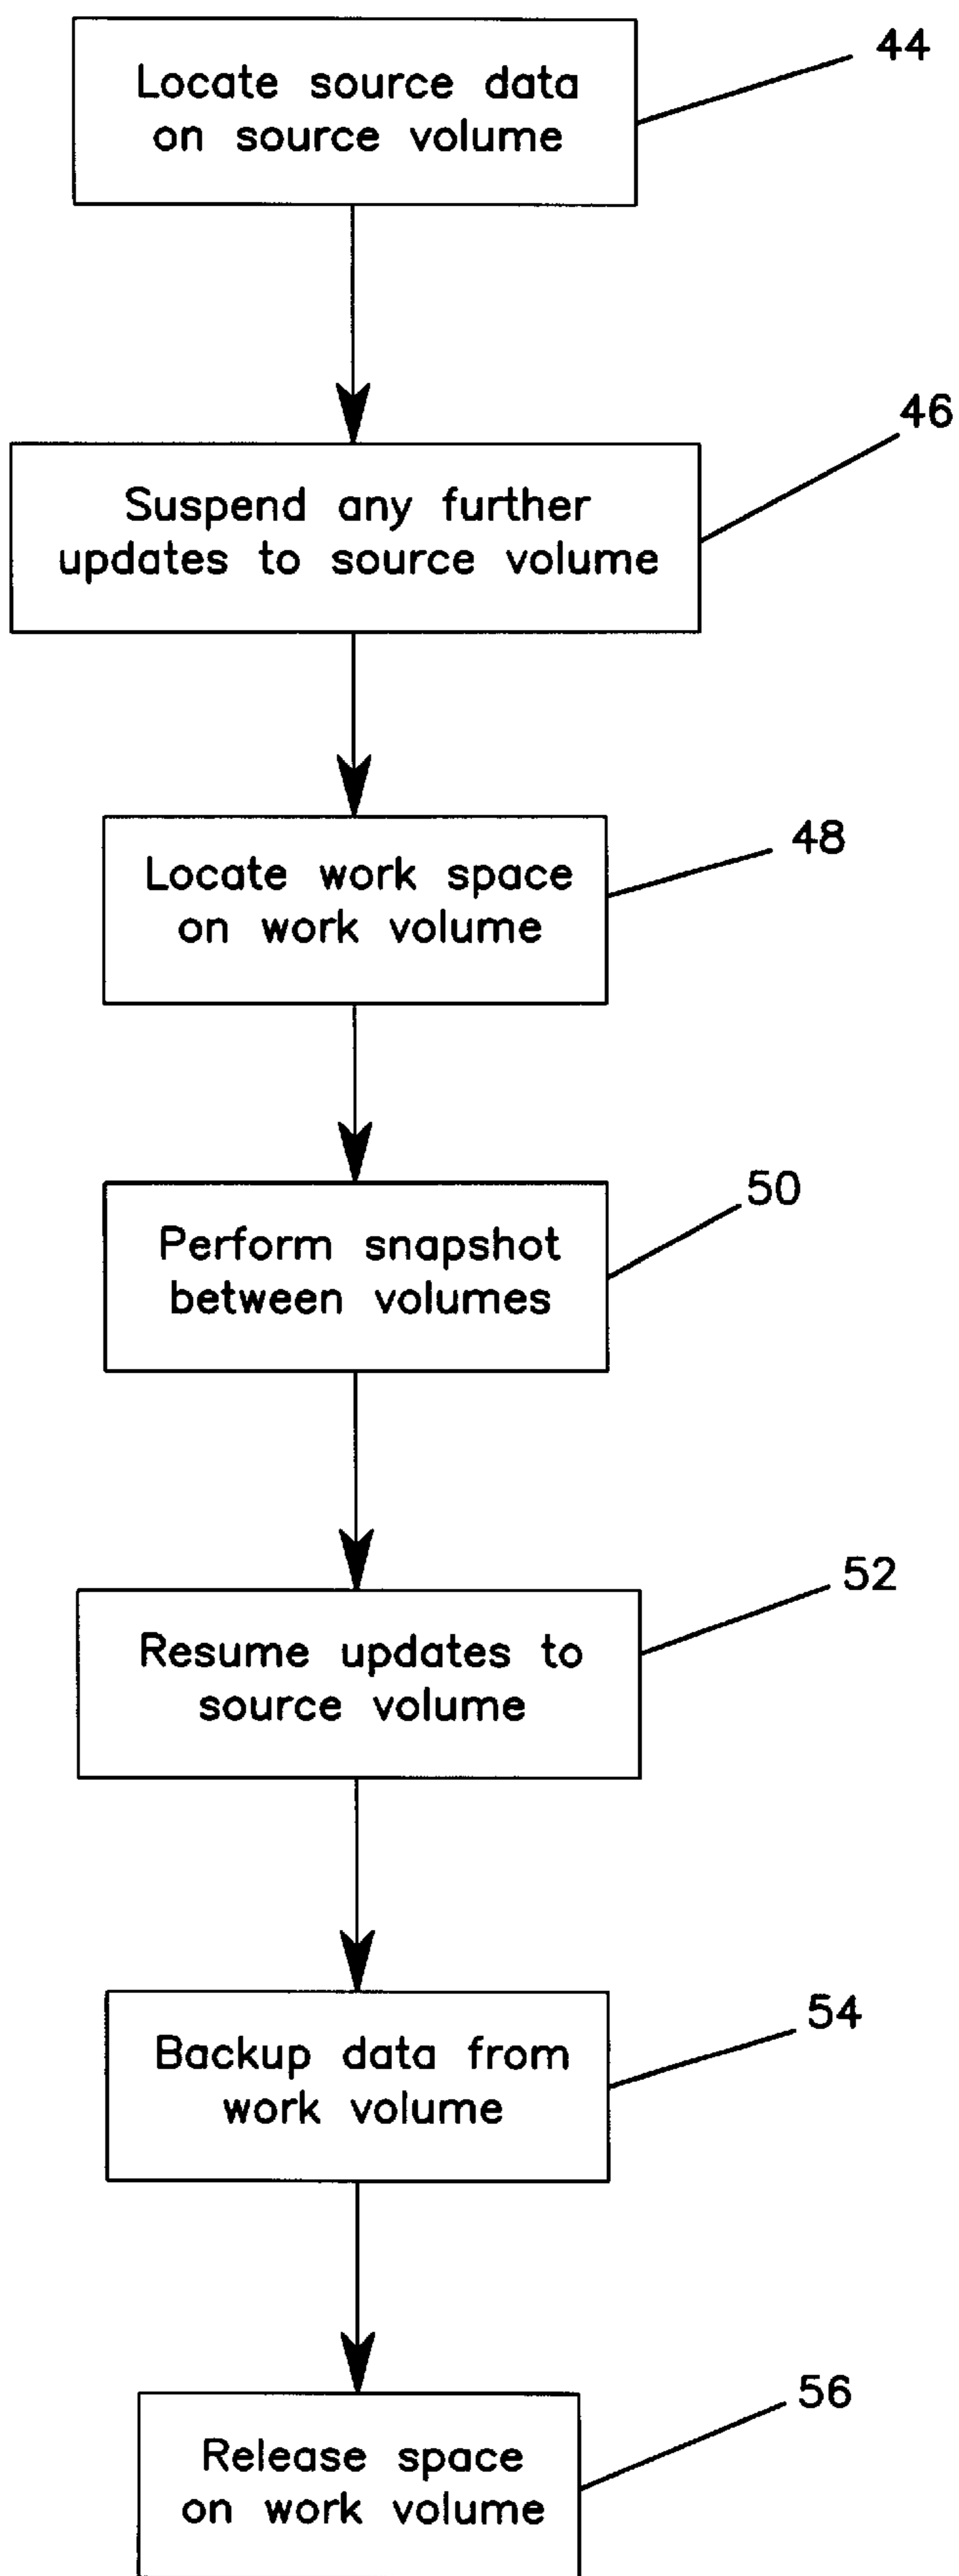 44
Locate source data
on source volume
46
Suspend any further
updates to source volume
48
Locate work space
on work volume
50
Perform snapshot
between volumes
52
Resume updates to
source volume
54
Backup data from
work volume
56
Release space
on work volume